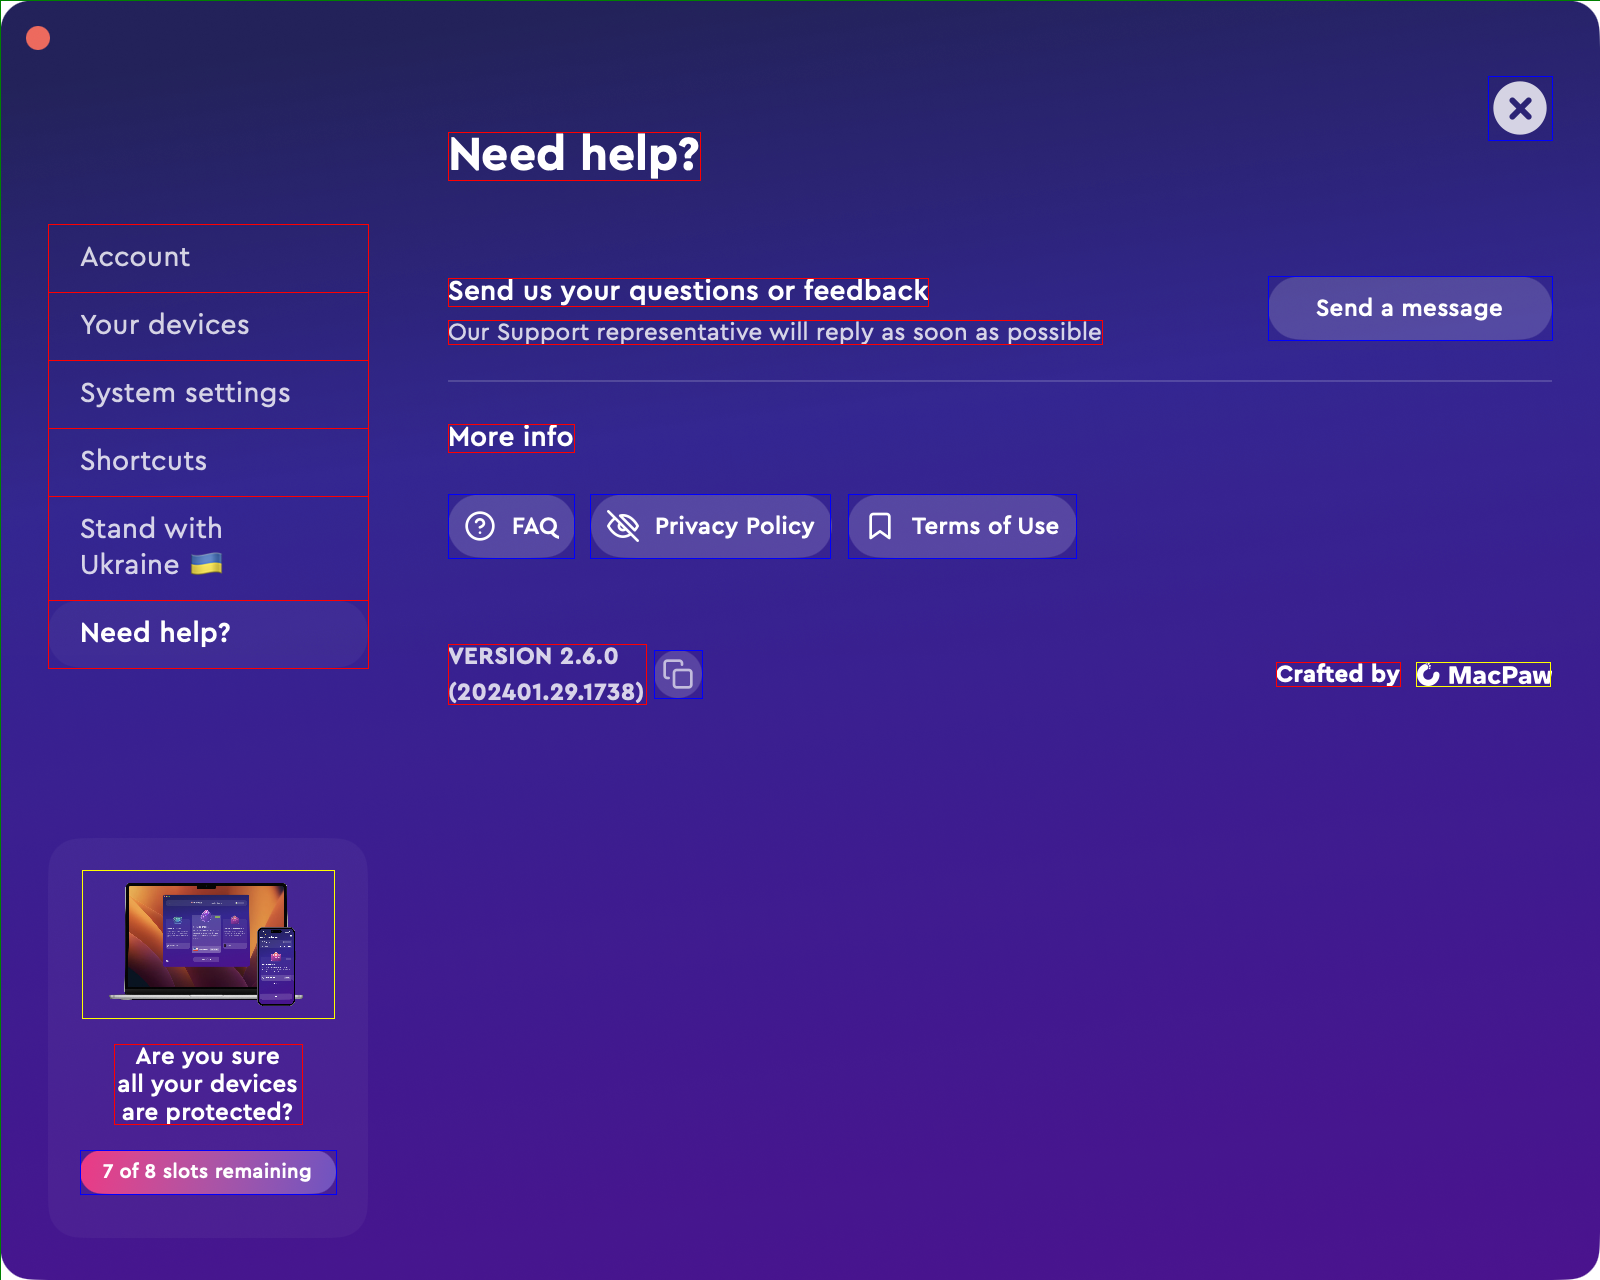 Need help?
Account
Your devices
System settings
Shortcuts
Stand with
Ukraine 🇺🇦
Need help?
Send us your questions or feedback
Our Support representative will reply as soon as possible
Send a message
More info
FAQ
Privacy Policy
Terms of Use
VERSION 2.6.0
(202401.29.1738)
Crafted by MacPaw
Are you sure
all your devices
are protected?
7 of 8 slots remaining